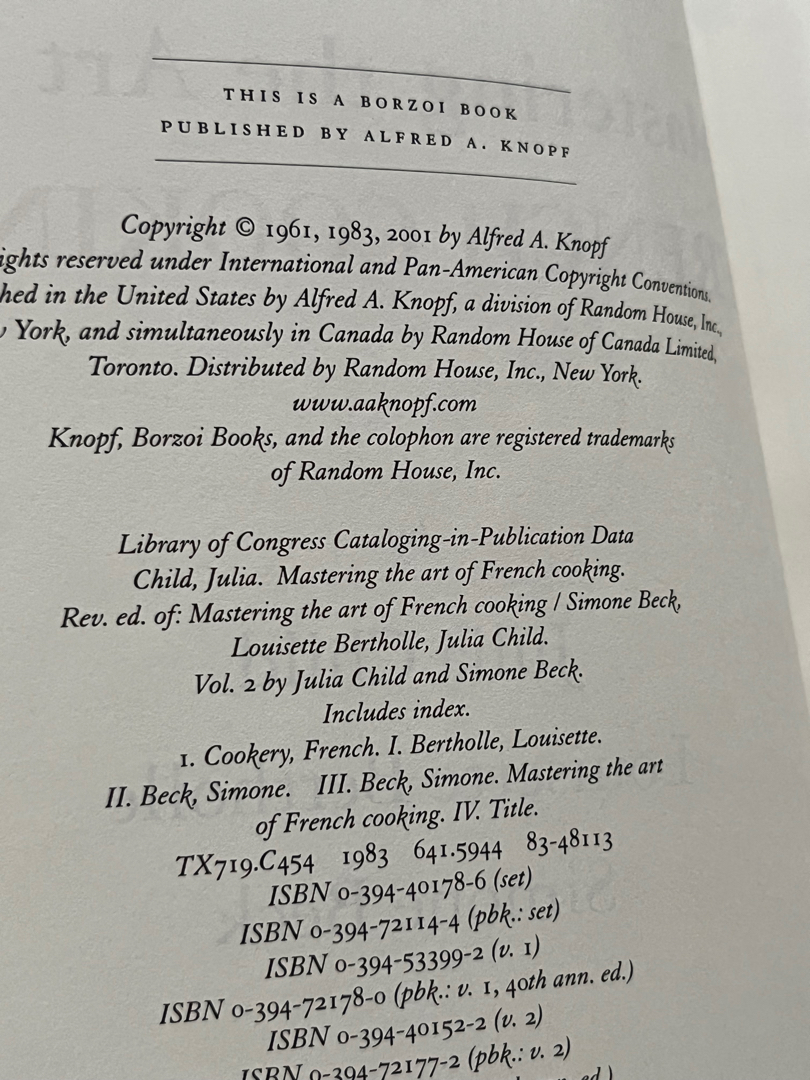 THIS IS A BORZOI BOOK
PUBLISHED BY ALFRED A. KNOPF
Copyright © 1961, 1983, 2001 by Alfred A. Knopf
ights reserved under International and Pan-American Copyright Conventions.
hed in the United States by Alfred A. Knopf, a division of Random House, Inc.,
York, and simultaneously in Canada by Random House of Canada Limited,
Toronto. Distributed by Random House, Inc., New York.
www.aaknopf.com
Knopf, Borzoi Books, and the colophon are registered trademarks
of Random House, Inc.
Library of Congress Cataloging-in-Publication Data
Child, Julia. Mastering the art of French cooking.
Rev. ed. of: Mastering the art of French cooking / Simone Beck,
Louisette Bertholle, Julia Child.
Vol. 2 by Julia Child and Simone Beck.
Includes index.
1. Cookery, French. I. Bertholle, Louisette.
II. Beck, Simone. III. Beck, Simone. Mastering the art
of French cooking. IV. Title.
TX719.C454 1983 641.5944 83-48113
ISBN 0-394-40178-6 (set)
ISBN 0-394-72114-4 (pbk.: set)
ISBN 0-394-53399-2 (v. 1)
ISBN 0-394-72178-0 (pbk.: v. 1, 40th ann. ed.)
ISBN 0-394-40152-2 (v. 2)
ISBN 0-394-72177-2 (pbk.: v. 2)
ed.)